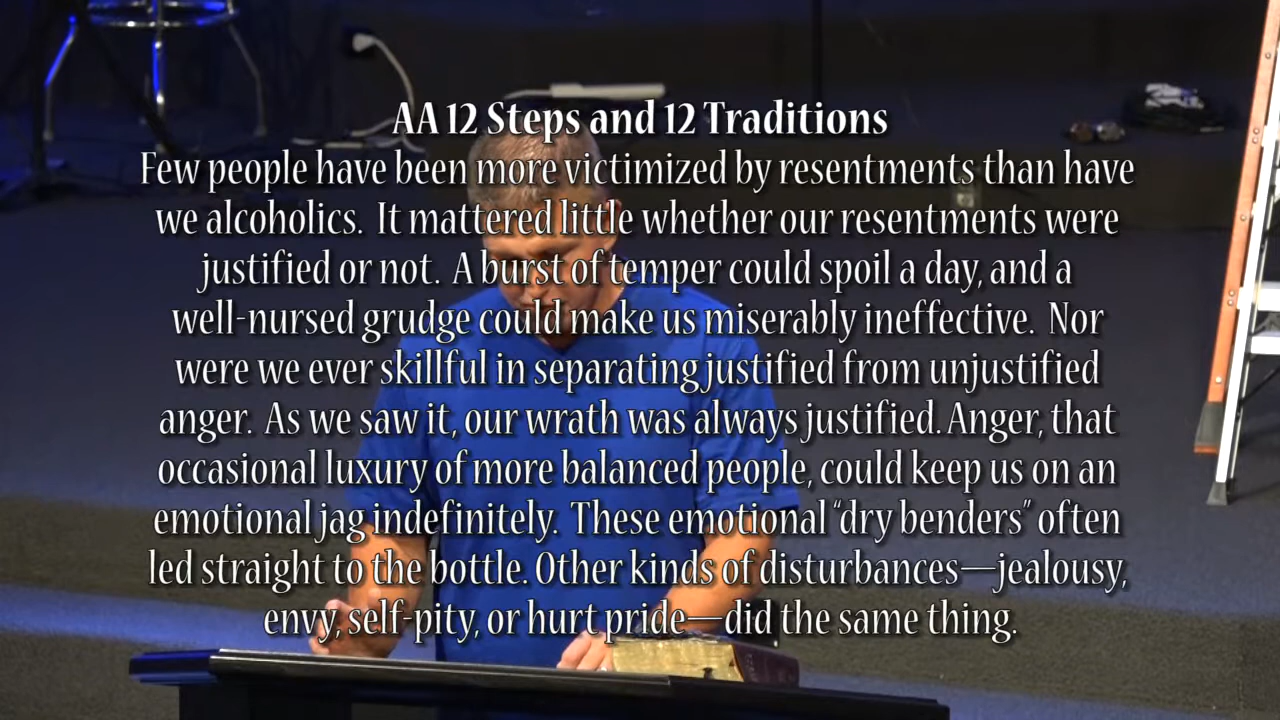 AA 12 Steps and 12 Traditions
Few people have been more victimized by resentments than have
we alcoholics.  It mattered little whether our resentments were
justified or not.  A burst of temper could spoil a day, and a
well-nursed grudge could make us miserably ineffective.  Nor
were we ever skillful in separating justified from unjustified
anger.  As we saw it, our wrath was always justified. Anger, that
occasional luxury of more balanced people, could keep us on an
emotional jag indefinitely.  These emotional “dry benders” often
led straight to the bottle. Other kinds of disturbances—jealousy,
envy, self-pity, or hurt pride—did the same thing.